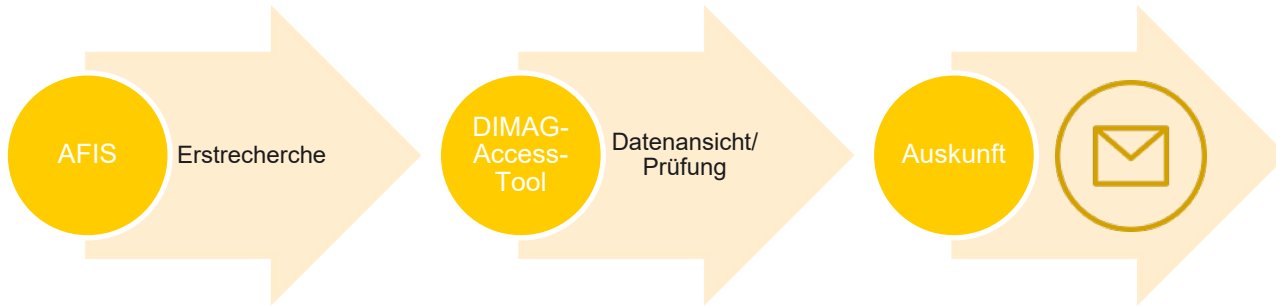 AFIS
Erstrecherche
DIMAG-
Access-
Tool
Datenansicht/
Prüfung
Auskunft